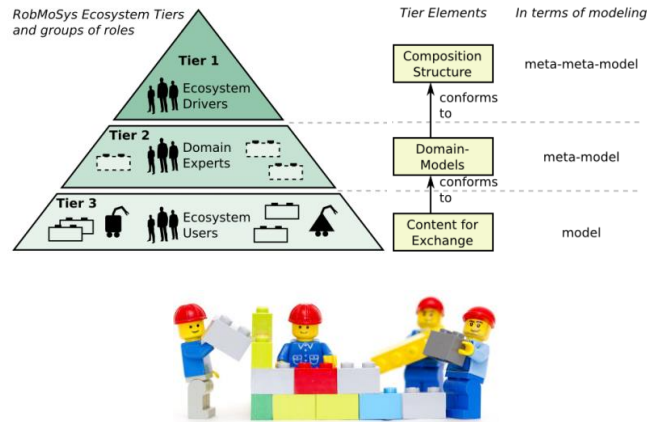 RobMoSys Ecosystem Tiers
and groups of roles
Tier Elements
In terms of modeling
Tier 1
Ecosystem
Drivers
Composition
Structure
meta-meta-model
conforms
to
Tier 2
Domain
Experts
Domain-
Models
meta-model
conforms
to
Tier 3
Ecosystem
Users
Content for
Exchange
model